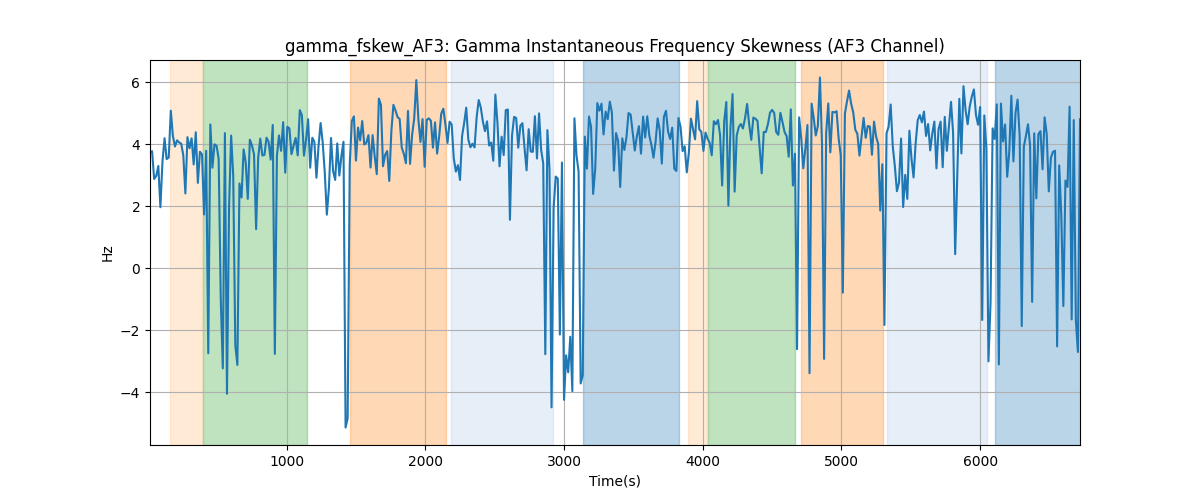 gamma_fskew_AF3: Gamma Instantaneous Frequency Skewness (AF3 Channel)
6
4
2
0
−2
−4
Hz
1000 2000 3000 4000 5000 6000
Time(s)